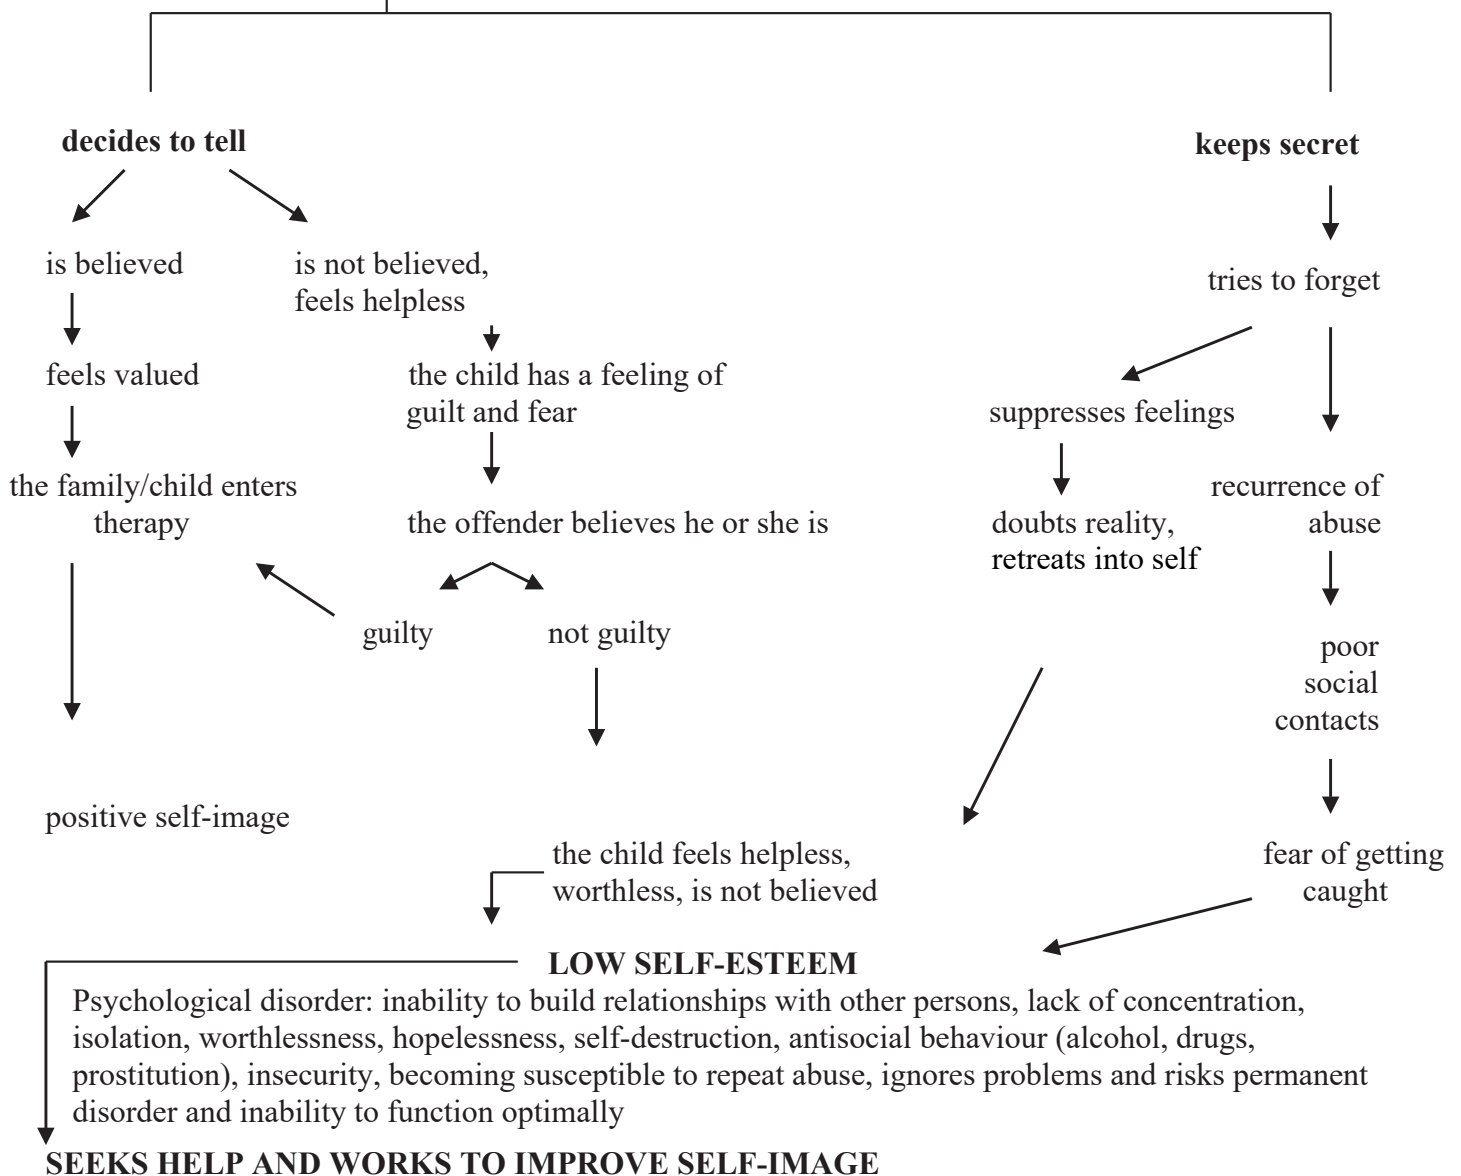 decides to tell
keeps secret
is believed
is not believed,
feels helpless
tries to forget
feels valued
the child has a feeling of
guilt and fear
suppresses feelings
the family/child enters
therapy
the offender believes he or she is
doubts reality,
retreats into self
recurrence of
abuse
guilty
not guilty
poor
social
contacts
positive self-image
the child feels helpless,
worthless, is not believed
fear of getting
caught
LOW SELF-ESTEEM
Psychological disorder: inability to build relationships with other persons, lack of concentration,
isolation, worthlessness, hopelessness, self-destruction, antisocial behaviour (alcohol, drugs,
prostitution), insecurity, becoming susceptible to repeat abuse, ignores problems and risks permanent
disorder and inability to function optimally
SEEKS HELP AND WORKS TO IMPROVE SELF-IMAGE